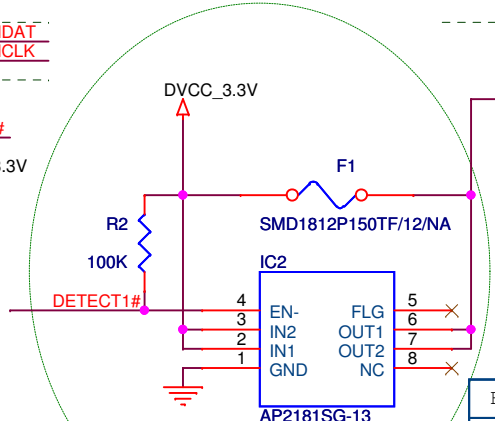 DAT
CLK
DVCC_3.3V
#
.3V
F1
R2
SMD1812P150TF/12/NA
100K
IC2
DETECT1#
4 EN- FLG 5
3 IN2 OUT1 6
2 IN1 OUT2 7
1 GND NC 8
AP2181SG-13